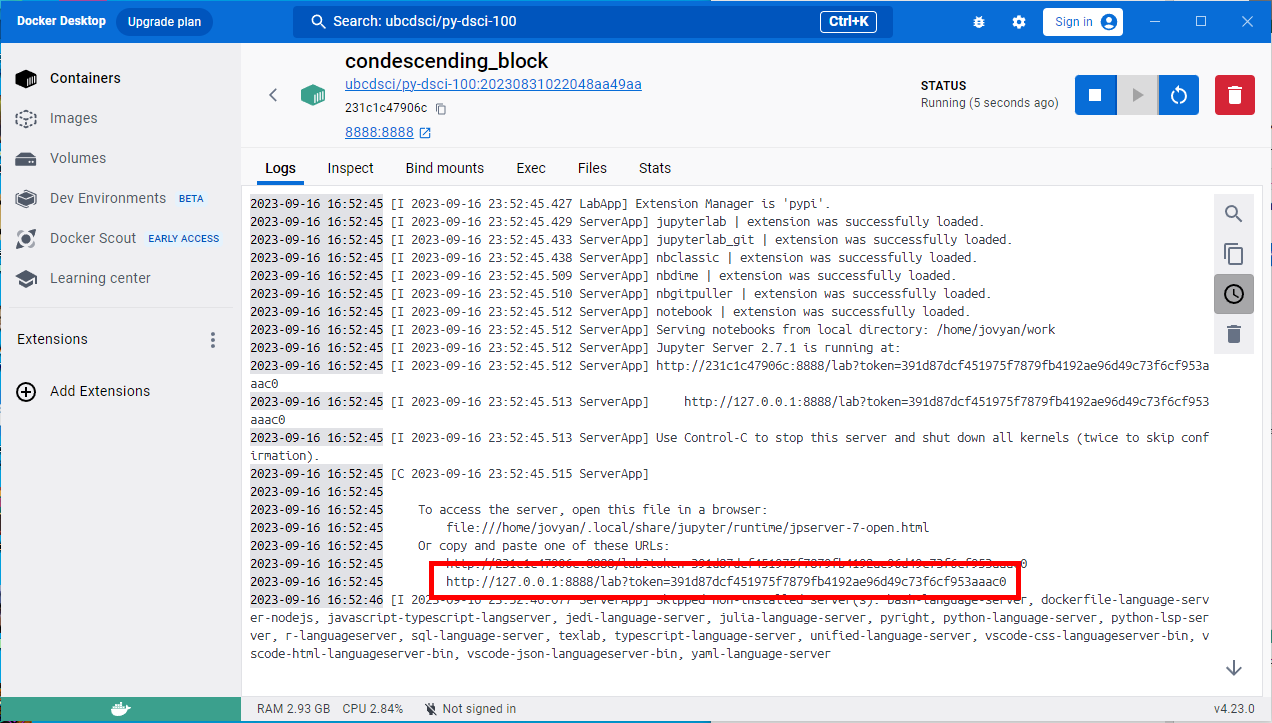 Docker Desktop
Upgrade plan
Search: ubcdsci/py-dsci-100
Ctrl+K
Sign in
Containers
Images
Volumes
Dev Environments BETA
Docker Scout EARLY ACCESS
Learning center
Extensions
Add Extensions
condescending_block
ubcdsci/py-dsci-100:20230831022048aa49aa
231c1c47906c
8888:8888
STATUS
Running (5 seconds ago)
Logs Inspect Bind mounts Exec Files Stats
2023-09-16 16:52:45 [I 2023-09-16 23:52:45.427 LabApp] Extension Manager is 'pypi'.
2023-09-16 16:52:45 [I 2023-09-16 23:52:45.429 ServerApp] jupyterlab | extension was successfully loaded.
2023-09-16 16:52:45 [I 2023-09-16 23:52:45.433 ServerApp] jupyterlab_git | extension was successfully loaded.
2023-09-16 16:52:45 [I 2023-09-16 23:52:45.438 ServerApp] nbclassic | extension was successfully loaded.
2023-09-16 16:52:45 [I 2023-09-16 23:52:45.509 ServerApp] nbdime | extension was successfully loaded.
2023-09-16 16:52:45 [I 2023-09-16 23:52:45.510 ServerApp] nbgitpuller | extension was successfully loaded.
2023-09-16 16:52:45 [I 2023-09-16 23:52:45.512 ServerApp] notebook | extension was successfully loaded.
2023-09-16 16:52:45 [I 2023-09-16 23:52:45.512 ServerApp] Serving notebooks from local directory: /home/jovyan/work
2023-09-16 16:52:45 [I 2023-09-16 23:52:45.512 ServerApp] Jupyter Server 2.7.1 is running at:
2023-09-16 16:52:45 [I 2023-09-16 23:52:45.512 ServerApp] http://231c1c47906c:8888/lab?token=391d87dcf451975f7879fb4192ae96d49c73f6cf953a
aac0
2023-09-16 16:52:45 [I 2023-09-16 23:52:45.513 ServerApp]     http://127.0.0.1:8888/lab?token=391d87dcf451975f7879fb4192ae96d49c73f6cf953
aaac0
2023-09-16 16:52:45 [I 2023-09-16 23:52:45.513 ServerApp] Use Control-C to stop this server and shut down all kernels (twice to skip conf
irmation).
2023-09-16 16:52:45 [C 2023-09-16 23:52:45.515 ServerApp]
2023-09-16 16:52:45
2023-09-16 16:52:45     To access the server, open this file in a browser:
2023-09-16 16:52:45         file:///home/jovyan/.local/share/jupyter/runtime/jpserver-7-open.html
2023-09-16 16:52:45     Or copy and paste one of these URLs:
2023-09-16 16:52:45         http://231c1c47906c:8888/lab?token=391d87dcf451975f7879fb4192ae96d49c73f6cf953aaac0
2023-09-16 16:52:45         http://127.0.0.1:8888/lab?token=391d87dcf451975f7879fb4192ae96d49c73f6cf953aaac0
2023-09-16 16:52:46 [I 2023-09-16 ServerApp] Skipped non-installed server(s): bash-language-server, dockerfile-language-serv
er-nodejs, javascript-typescript-langserver, jedi-language-server, julia-language-server, pyright, python-language-server, python-lsp-ser
ver, r-languageserver, sql-language-server, texlab, typescript-language-server, unified-language-server, vscode-css-languageserver-bin, v
scode-html-languageserver-bin, vscode-json-languageserver-bin, yaml-language-server
RAM 2.93 GB CPU 2.84% Not signed in
v4.23.0